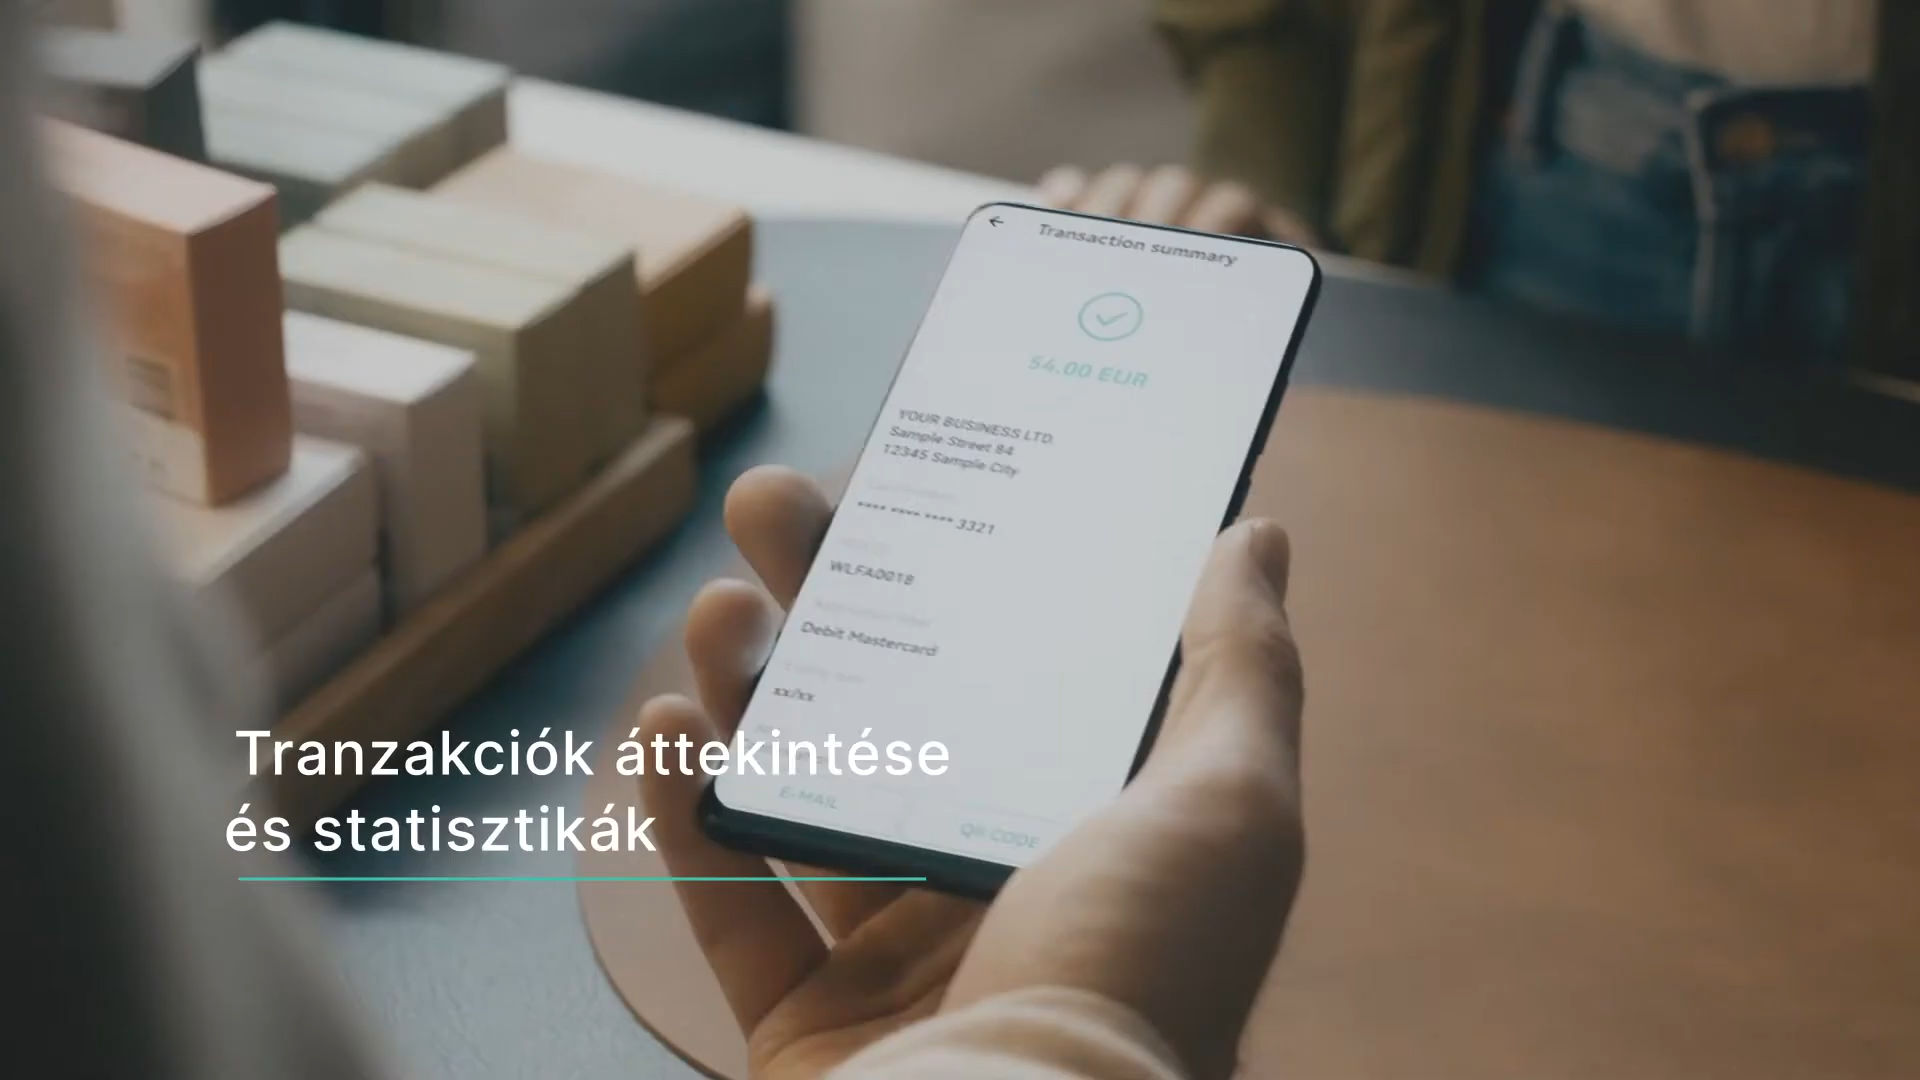 Transaction summary
54.00 EUR
YOUR BUSINESS LTD.
Sample Street 84
12345 Sample City
**** **** **** 3321
WLFA0018
Debit Mastercard
xx/xx
Tranzakciók áttekintése
és statisztikák
E-MAIL
QR CODE